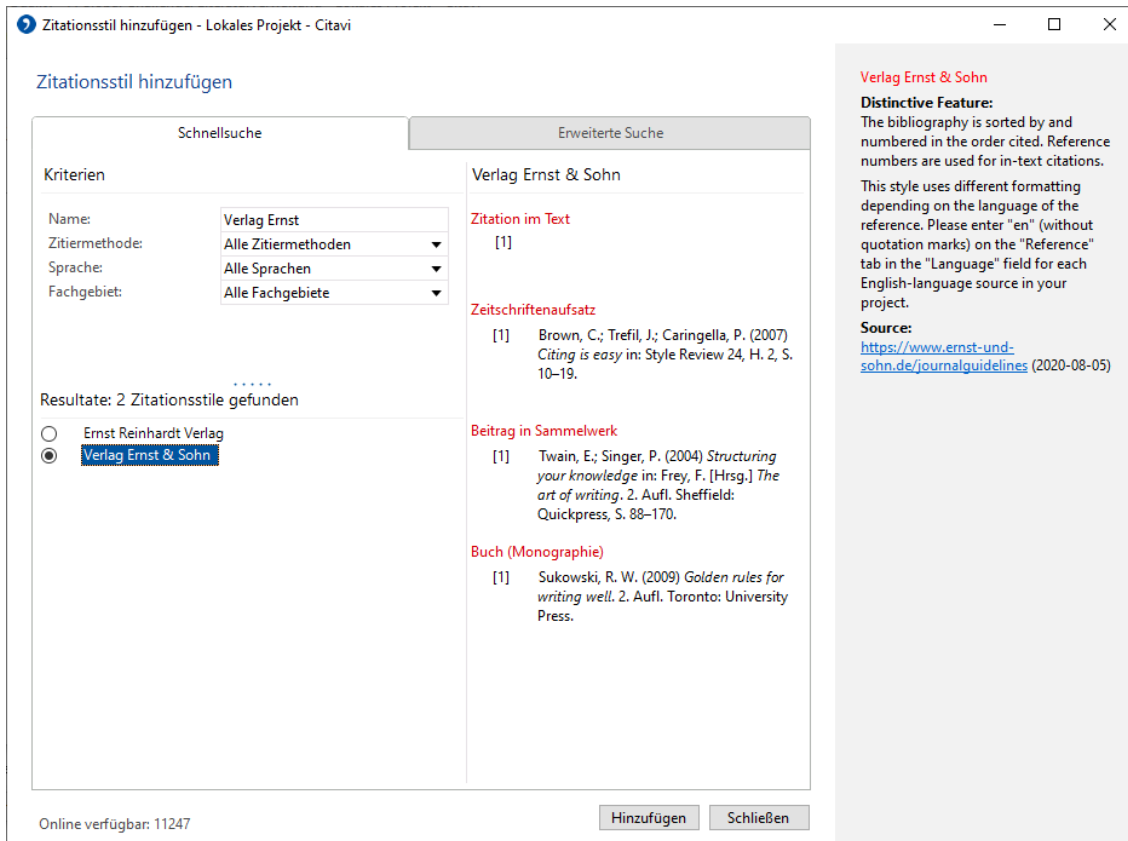 Zitationsstil hinzufügen - Lokales Projekt - Citavi
Zitationsstil hinzufügen
Schnellsuche
Erweiterte Suche
Kriterien
Name:
Verlag Ernst
Zitiermethode:
Alle Zitiermethoden
Sprache:
Alle Sprachen
Fachgebiet:
Alle Fachgebiete
Resultate: 2 Zitationsstile gefunden
Ernst Reinhardt Verlag
Verlag Ernst & Sohn
Verlag Ernst & Sohn
Zitation im Text
[1]
Zeitschriftenaufsatz
[1] Brown, C.; Trefil, J.; Caringella, P. (2007)
Citing is easy in: Style Review 24, H. 2, S.
10–19.
Beitrag in Sammelwerk
[1] Twain, E.; Singer, P. (2004) Structuring
your knowledge in: Frey, F. [Hrsg.] The
art of writing. 2. Aufl. Sheffield:
Quickpress, S. 88–170.
Buch (Monographie)
[1] Sukowski, R. W. (2009) Golden rules for
writing well. 2. Aufl. Toronto: University
Press.
Online verfügbar: 11247
Hinzufügen
Schließen
Verlag Ernst & Sohn
Distinctive Feature:
The bibliography is sorted by and
numbered in the order cited. Reference
numbers are used for in-text citations.
This style uses different formatting
depending on the language of the
reference. Please enter "en" (without
quotation marks) on the "Reference"
tab in the "Language" field for each
English-language source in your
project.
Source:
https://www.ernst-und-
sohn.de/journalguidelines (2020-08-05)